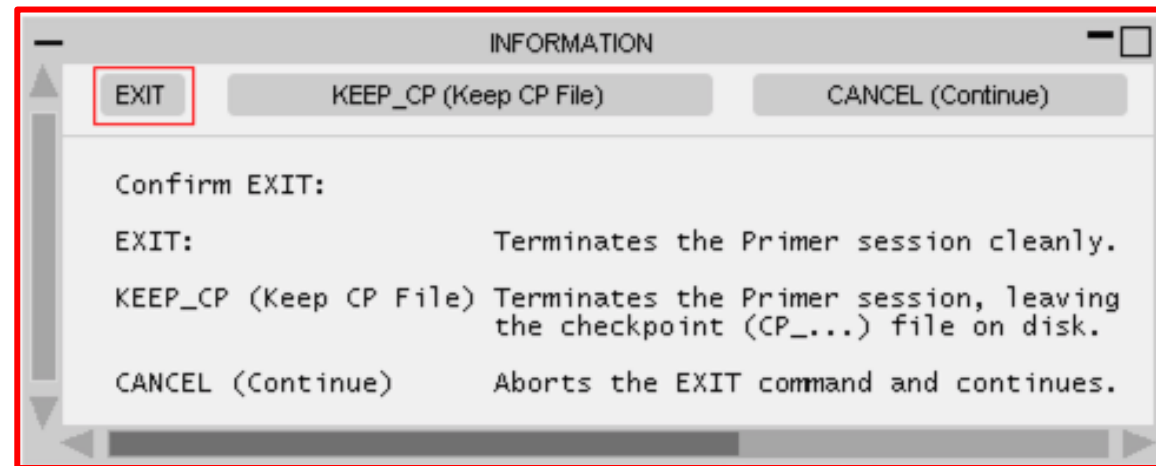 INFORMATION
EXIT KEEP_CP (Keep CP File) CANCEL (Continue)
Confirm EXIT:
EXIT: Terminates the Primer session cleanly.
KEEP_CP (Keep CP File) Terminates the Primer session, leaving
the checkpoint (CP_...) file on disk.
CANCEL (Continue) Aborts the EXIT command and continues.